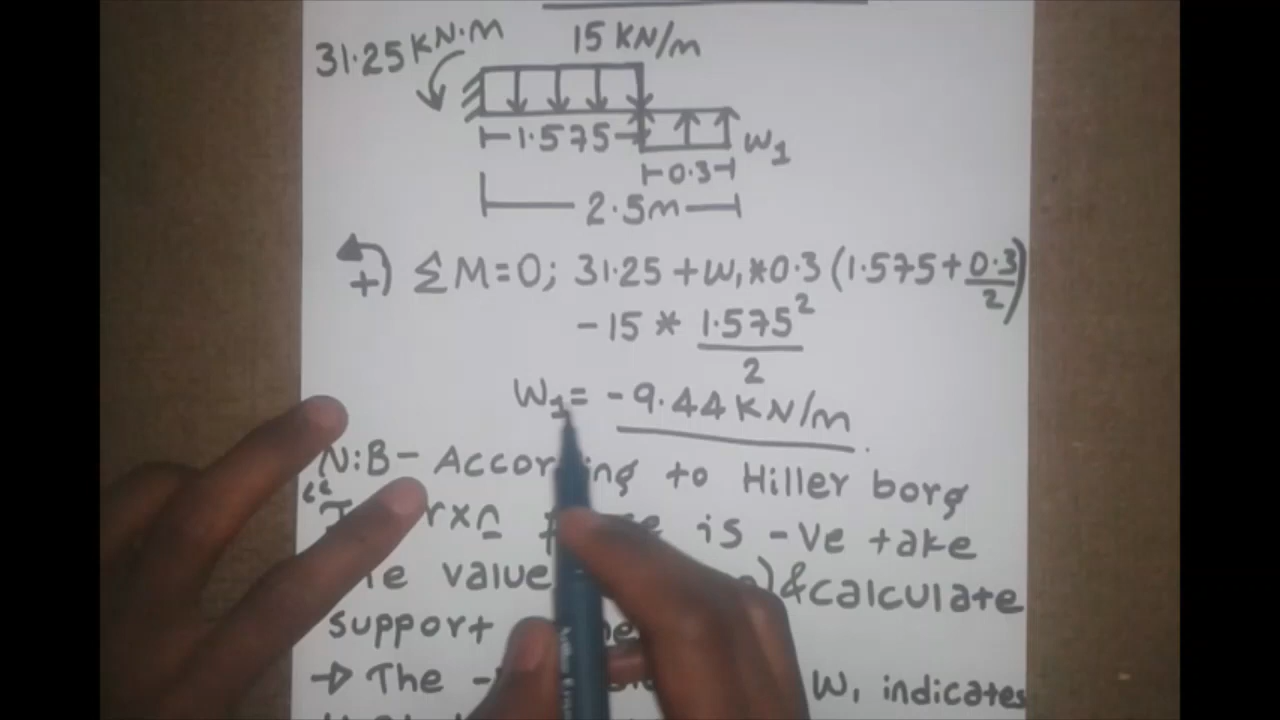 31.25 KN.M
15 KN/m
1.575
W1
0.3
2.5m
+) ΣM=0; 31.25 + W1*0.3 (1.575 + 0.3/2)
-15 * 1.575²/2
W1 = -9.44 KN/m
N:B- According to Hiller borg
is -ve take
value & calculate
support
→ The W1 indicates